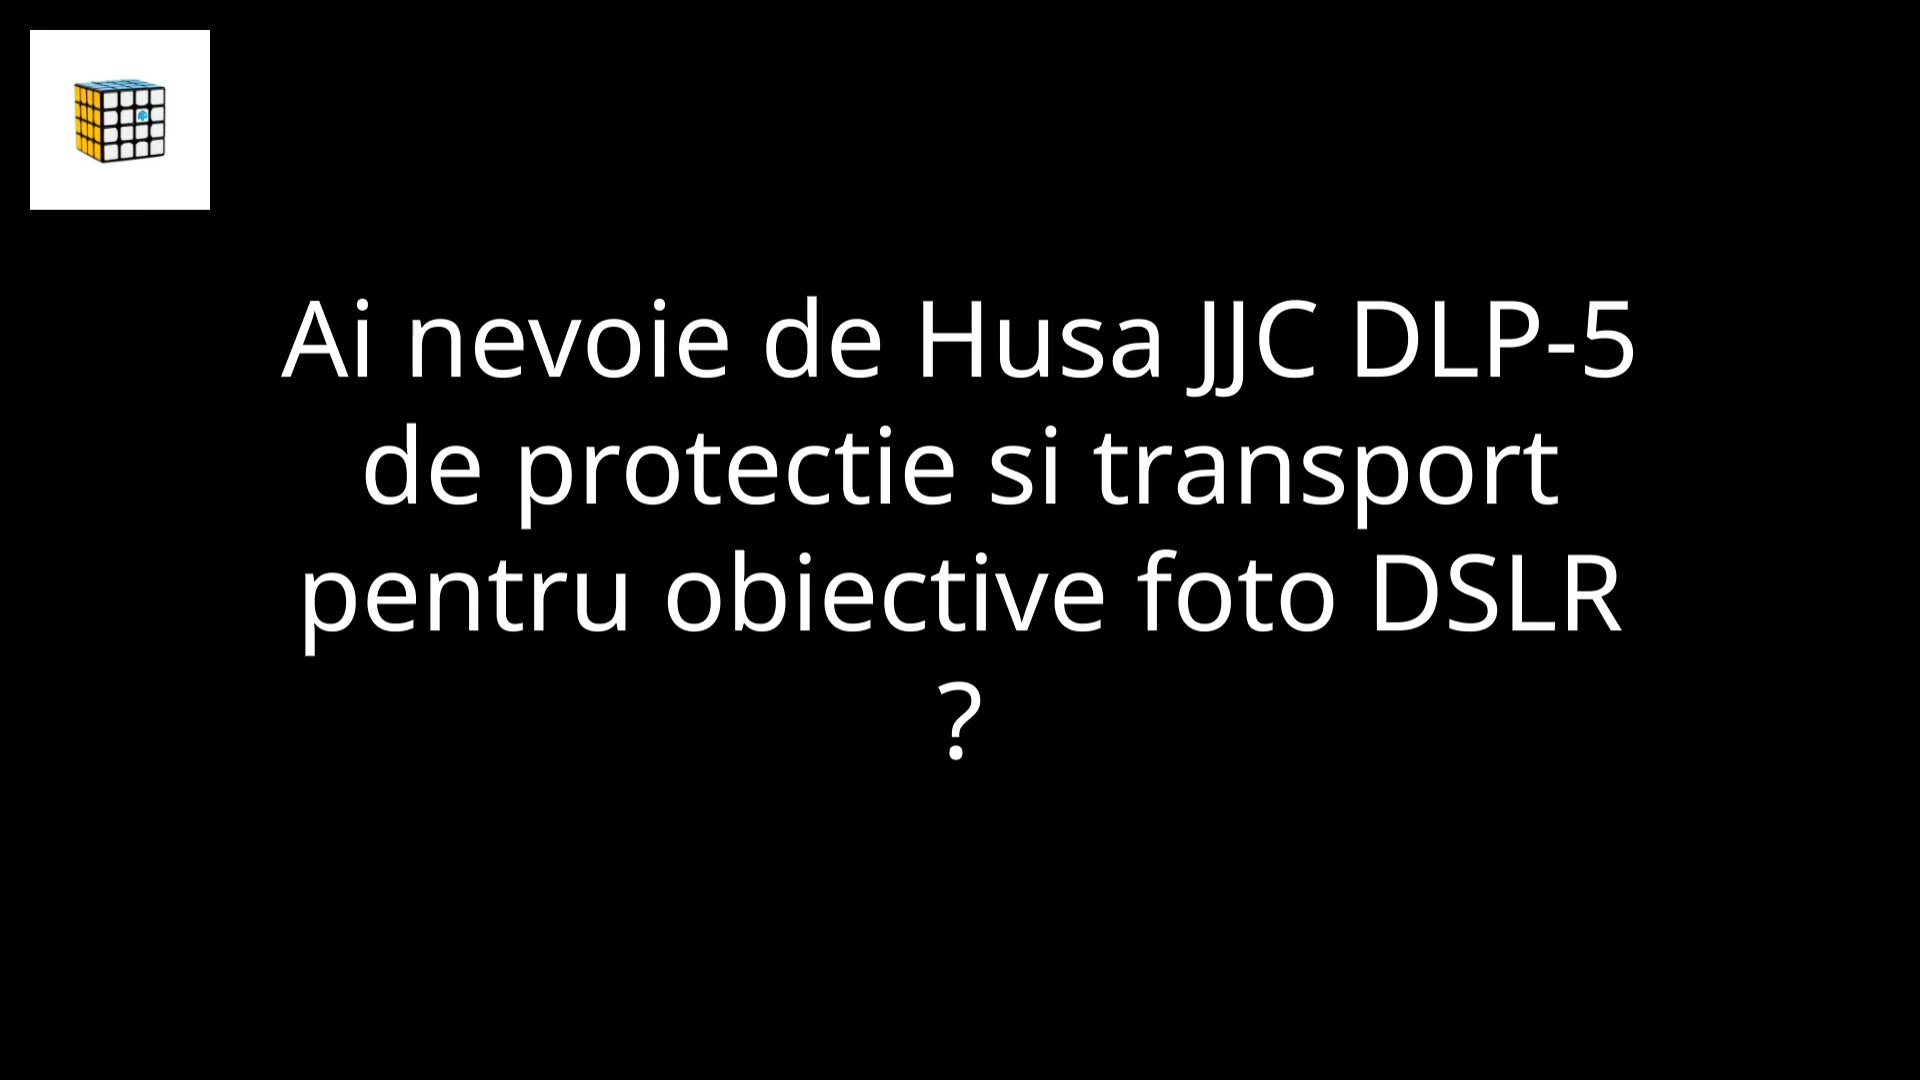 Ai nevoie de Husa JJC DLP-5
de protectie si transport
pentru obiective foto DSLR
?